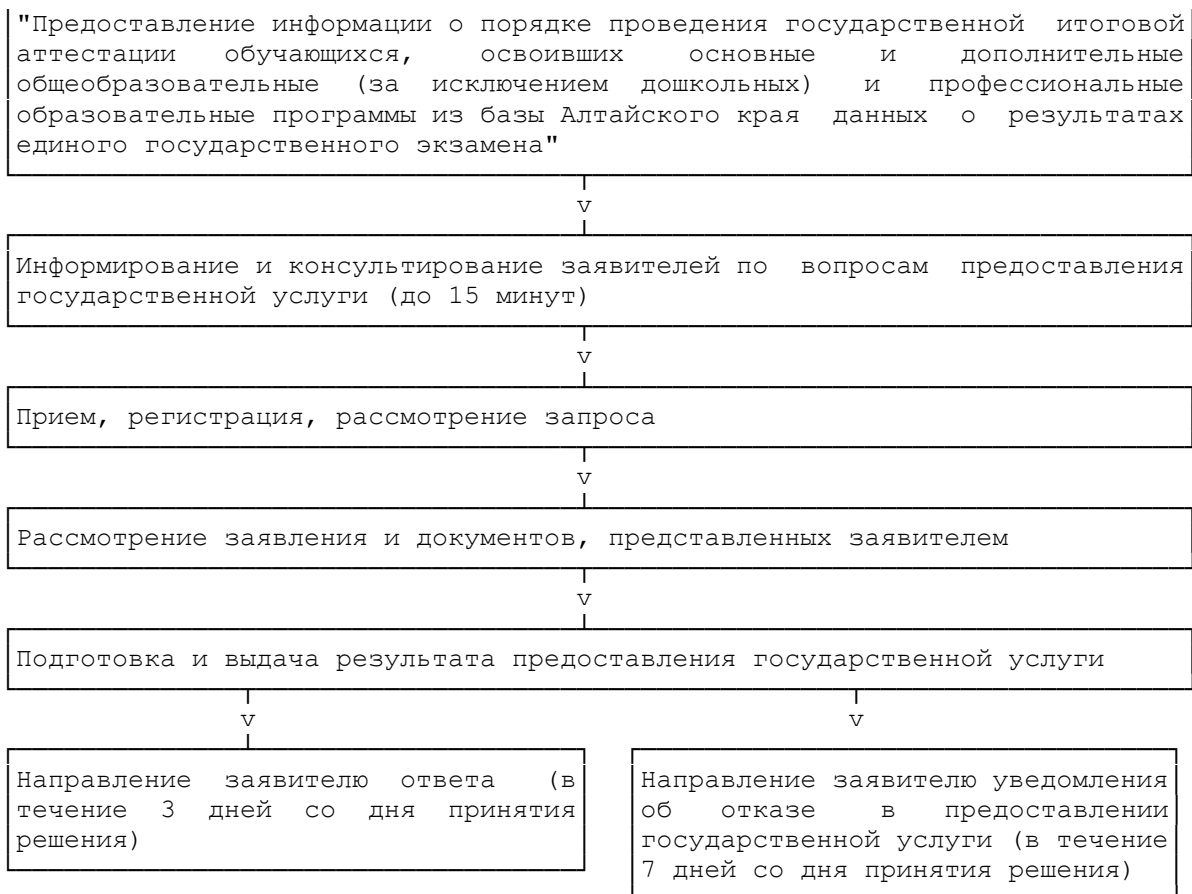 "Предоставление информации о порядке проведения государственной итоговой
аттестации обучающихся, освоивших основные и дополнительные
общеобразовательные (за исключением дошкольных) и профессиональные
образовательные программы из базы Алтайского края данных о результатах
единого государственного экзамена"
v
Информирование и консультирование заявителей по вопросам предоставления
государственной услуги (до 15 минут)
v
Прием, регистрация, рассмотрение запроса
v
Рассмотрение заявления и документов, представленных заявителем
v
Подготовка и выдача результата предоставления государственной услуги
v v
Направление заявителю ответа (в
течение 3 дней со дня принятия
решения)
Направление заявителю уведомления
об отказе в предоставлении
государственной услуги (в течение
7 дней со дня принятия решения)